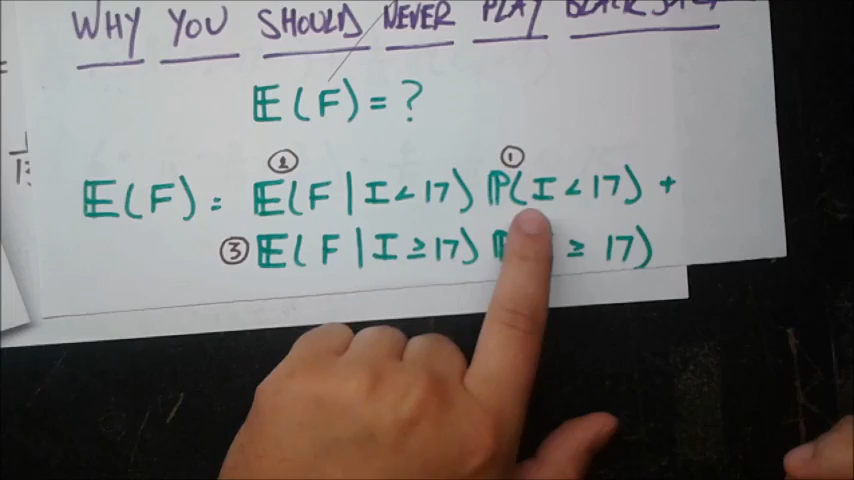 WHY YOU SHOULD NEVER PLAY
E(F) = ?
② ①
E(F) = E(F | I < 17) P(I < 17) +
③ E(F | I ≥ 17) P ≥ 17)